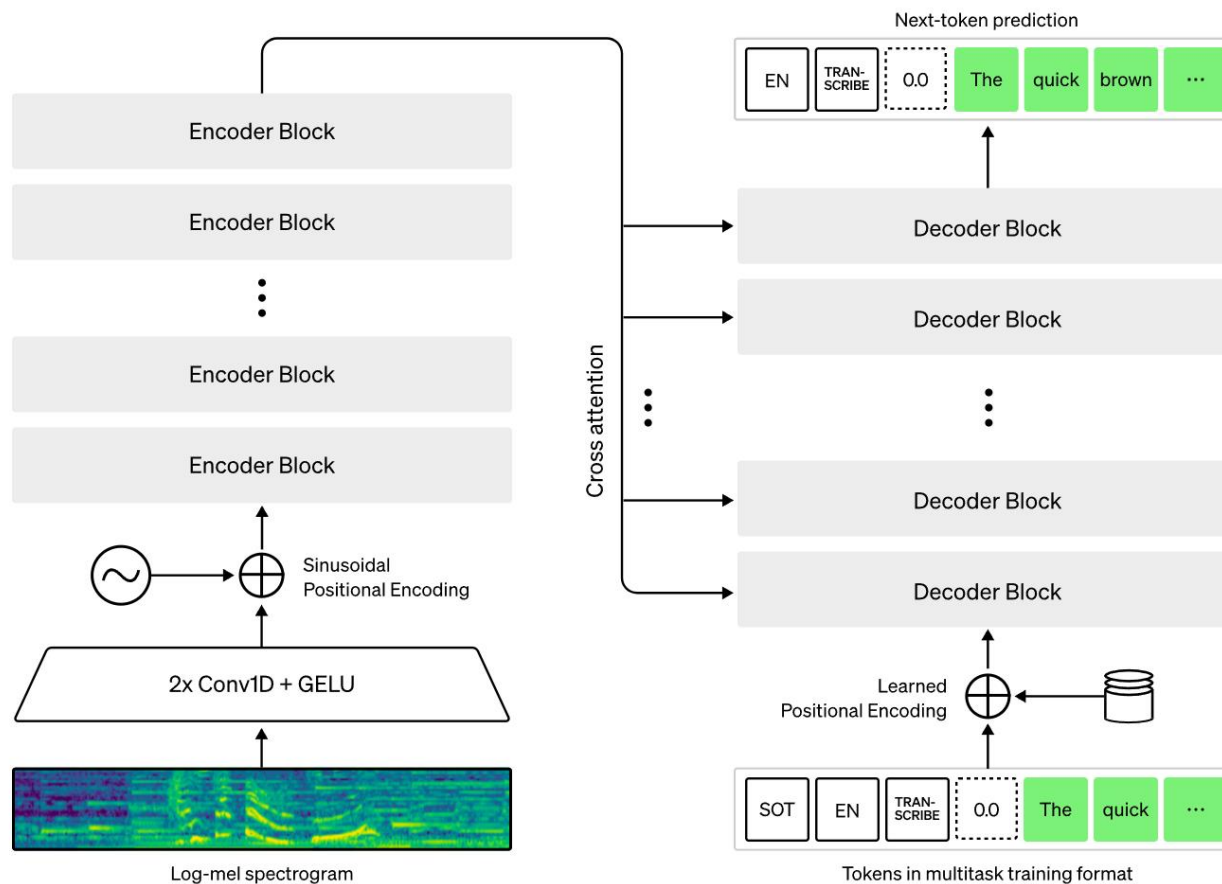 Next-token prediction
EN
TRAN-
SCRIBE
0.0
The
quick
brown
...
Encoder Block
Encoder Block
Encoder Block
Encoder Block
Sinusoidal
Positional Encoding
2x Conv1D + GELU
Log-mel spectrogram
Cross attention
Decoder Block
Decoder Block
Decoder Block
Decoder Block
Learned
Positional Encoding
SOT
EN
TRAN-
SCRIBE
0.0
The
quick
...
Tokens in multitask training format